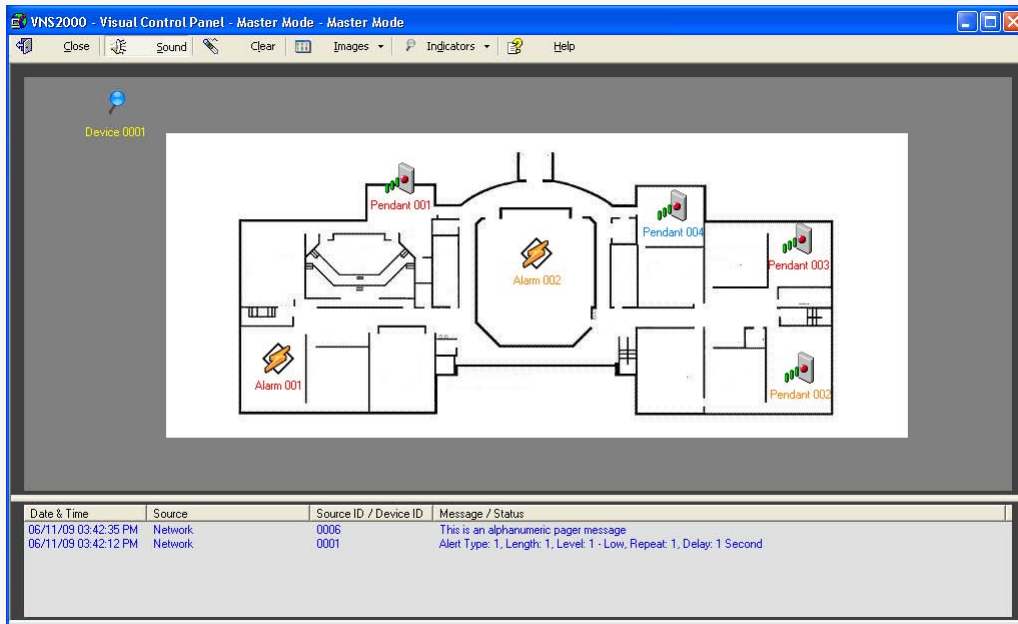 VNS2000 - Visual Control Panel - Master Mode - Master Mode
Close Sound Clear Images Indicators Help
Device 0001
Pendant 001
Pendant 004
Pendant 003
Alarm 002
Alarm 001
Pendant 002
Date & Time Source Source ID / Device ID Message / Status
06/11/09 03:42:35 PM Network 0006 This is an alphanumeric pager message
06/11/09 03:42:12 PM Network 0001 Alert Type: 1, Length: 1, Level: 1 - Low, Repeat: 1, Delay: 1 Second